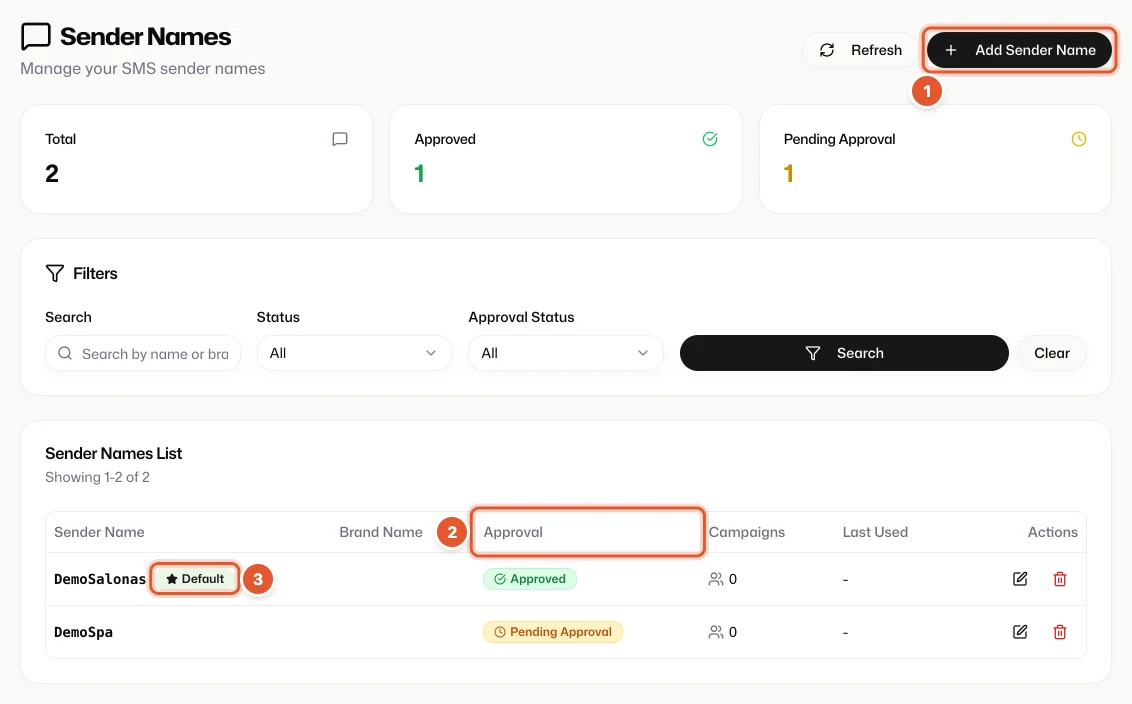 Sender Names
Manage your SMS sender names
Refresh
Add Sender Name
1
Total
2
Approved
1
Pending Approval
1
Filters
Search
Status
Approval Status
Search by name or bra
All
All
Search
Clear
Sender Names List
Showing 1-2 of 2
Sender Name Brand Name 2 Approval Campaigns Last Used Actions
DemoSalonas Default 3 Approved 0 -
DemoSpa Pending Approval 0 -